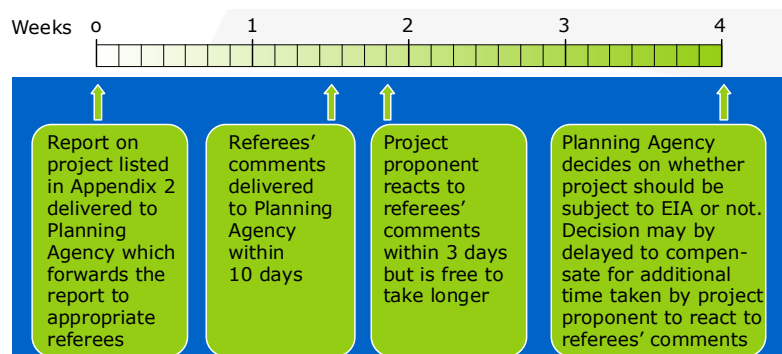 Weeks o 1 2 3 4
Report on
project listed
in Appendix 2
delivered to
Planning
Agency which
forwards the
report to
appropriate
referees
Referees’
comments
delivered
to Planning
Agency
within
10 days
Project
proponent
reacts to
referees’
comments
within 3 days
but is free to
take longer
Planning Agency
decides on whether
project should be
subject to EIA or not.
Decision may by
delayed to compen-
sate for additional
time taken by project
proponent to react to
referees’ comments